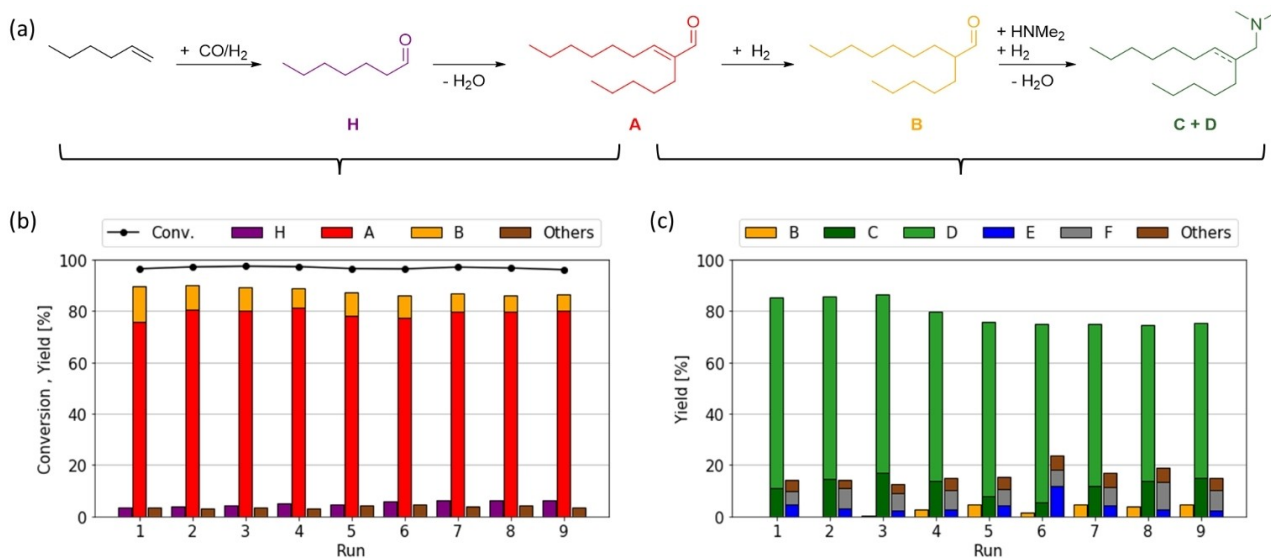 (a)
+ CO/H2
- H2O
+ H2
+ HNMe2
+ H2
- H2O
O
O
O
N
H
A
B
C + D
(b)
Conv. H A B Others
Conversion , Yield [%]
100
80
60
40
20
0
1 2 3 4 5 6 7 8 9
Run
(c)
B C D E F Others
Yield [%]
100
80
60
40
20
0
1 2 3 4 5 6 7 8 9
Run